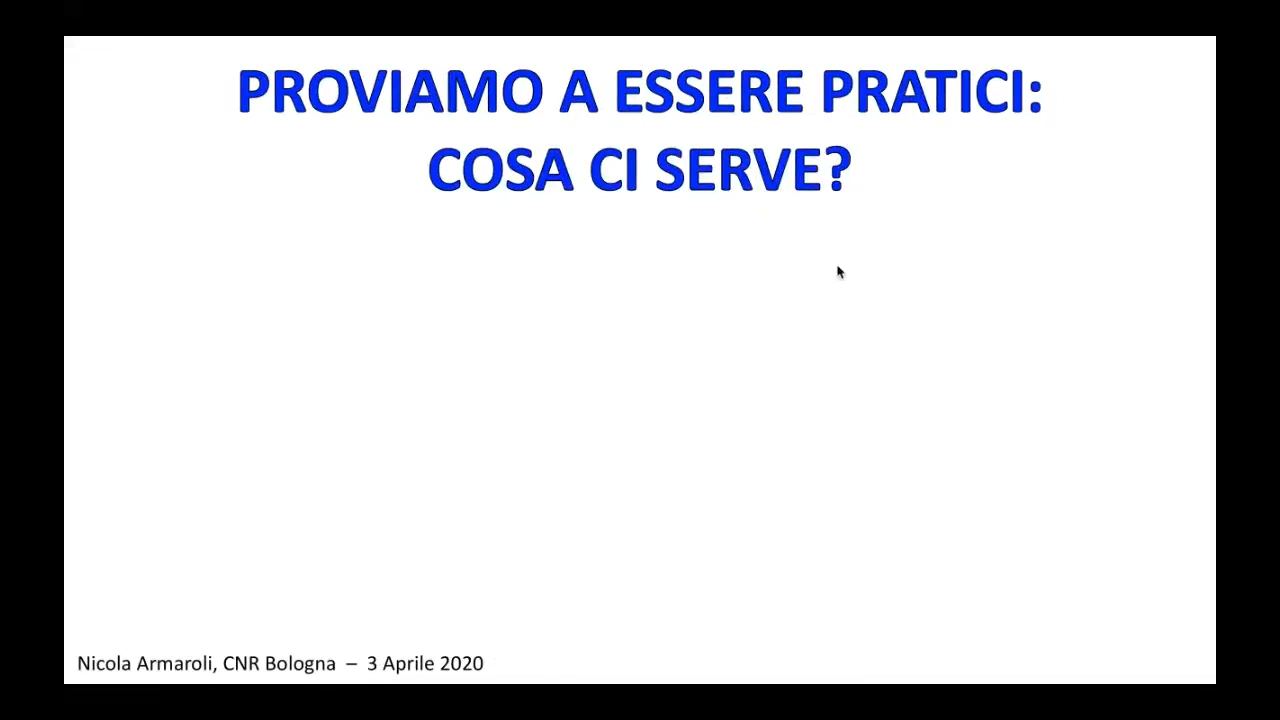 PROVIAMO A ESSERE PRATICI:
COSA CI SERVE?
Nicola Armaroli, CNR Bologna – 3 Aprile 2020